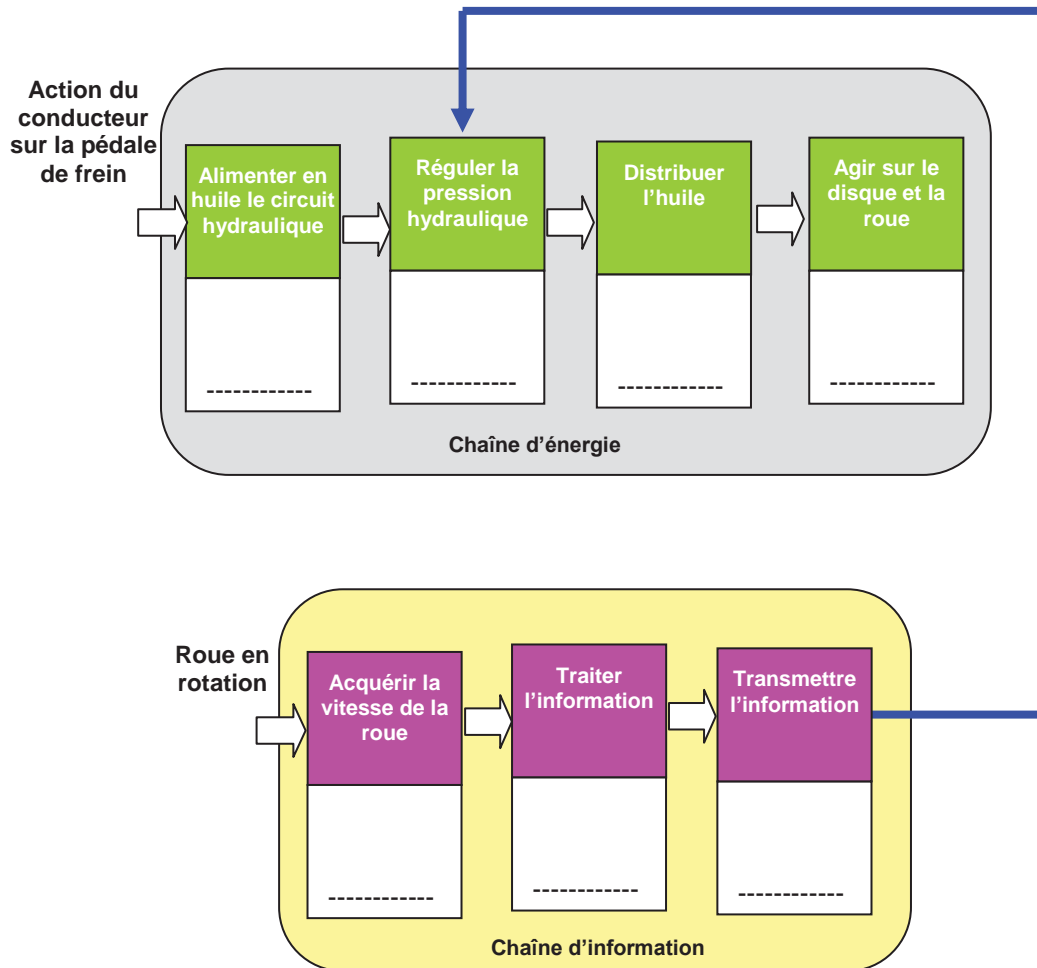 Action du
conducteur
sur la pédale
de frein
Alimenter en
huile le circuit
hydraulique
------------
Réguler la
pression
hydraulique
------------
Distribuer
l’huile
------------
Agir sur le
disque et la
roue
------------
Chaîne d’énergie
Roue en
rotation
Acquérir la
vitesse de la
roue
------------
Traiter
l’information
------------
Transmettre
l’information
------------
Chaîne d’information